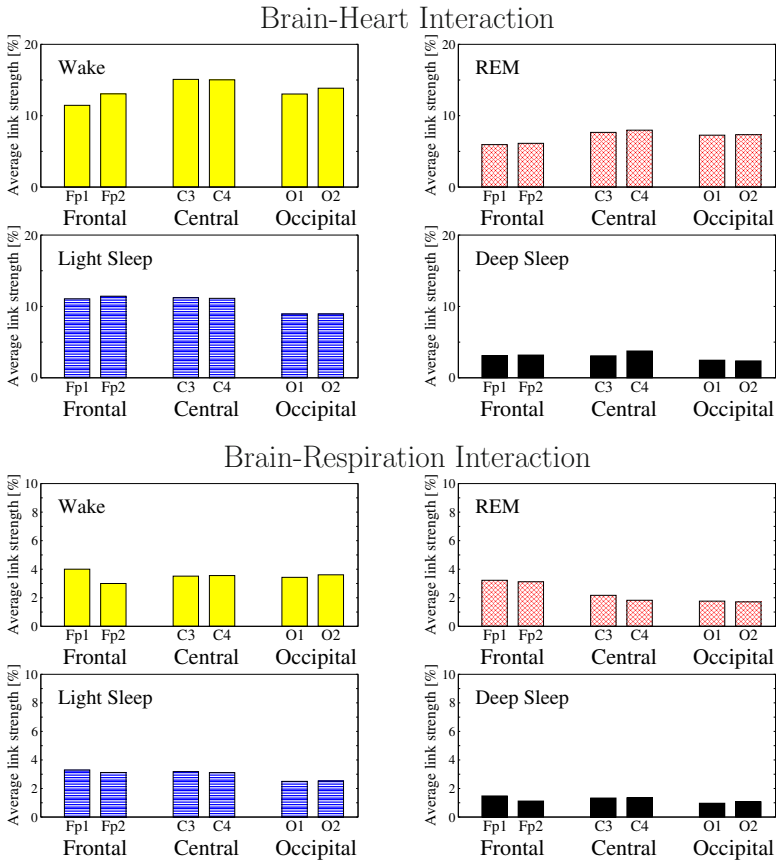 Brain-Heart Interaction
Average link strength [%]
20
10
0
Wake
Fp1 Fp2 C3 C4 O1 O2
Frontal Central Occipital
Average link strength [%]
20
10
0
REM
Fp1 Fp2 C3 C4 O1 O2
Frontal Central Occipital
Average link strength [%]
20
10
0
Light Sleep
Fp1 Fp2 C3 C4 O1 O2
Frontal Central Occipital
Average link strength [%]
20
10
0
Deep Sleep
Fp1 Fp2 C3 C4 O1 O2
Frontal Central Occipital
Brain-Respiration Interaction
Average link strength [%]
10
8
6
4
2
0
Wake
Fp1 Fp2 C3 C4 O1 O2
Frontal Central Occipital
Average link strength [%]
10
8
6
4
2
0
REM
Fp1 Fp2 C3 C4 O1 O2
Frontal Central Occipital
Average link strength [%]
10
8
6
4
2
0
Light Sleep
Fp1 Fp2 C3 C4 O1 O2
Frontal Central Occipital
Average link strength [%]
10
8
6
4
2
0
Deep Sleep
Fp1 Fp2 C3 C4 O1 O2
Frontal Central Occipital